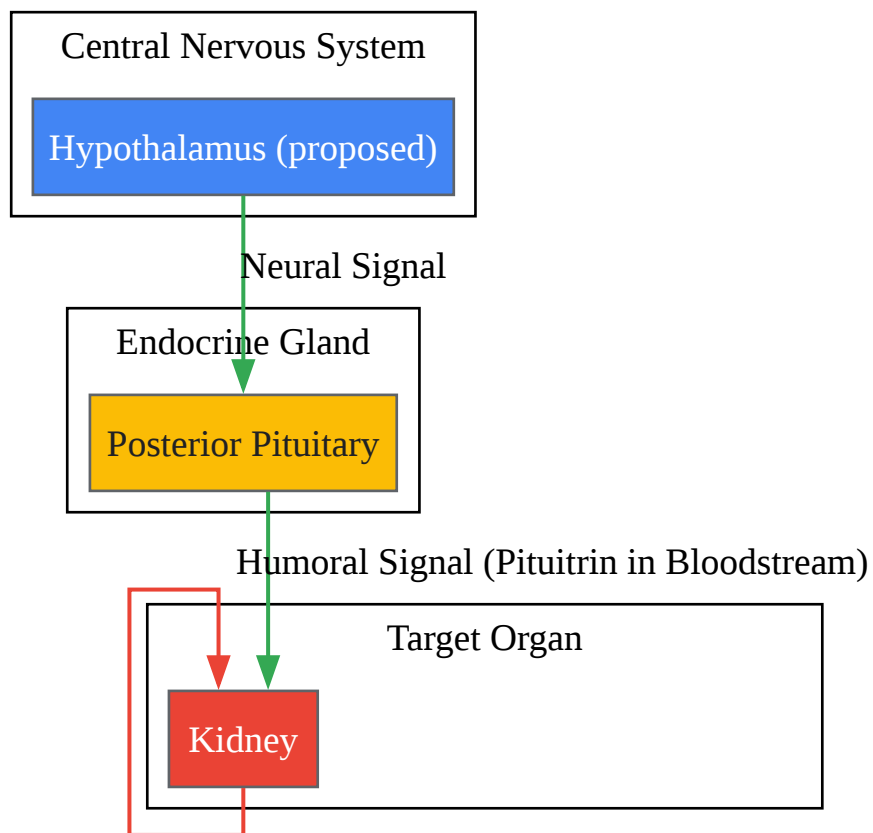 Central Nervous System
Hypothalamus (proposed)
Neural Signal
Endocrine Gland
Posterior Pituitary
Humoral Signal (Pituitrin in Bloodstream)
Target Organ
Kidney